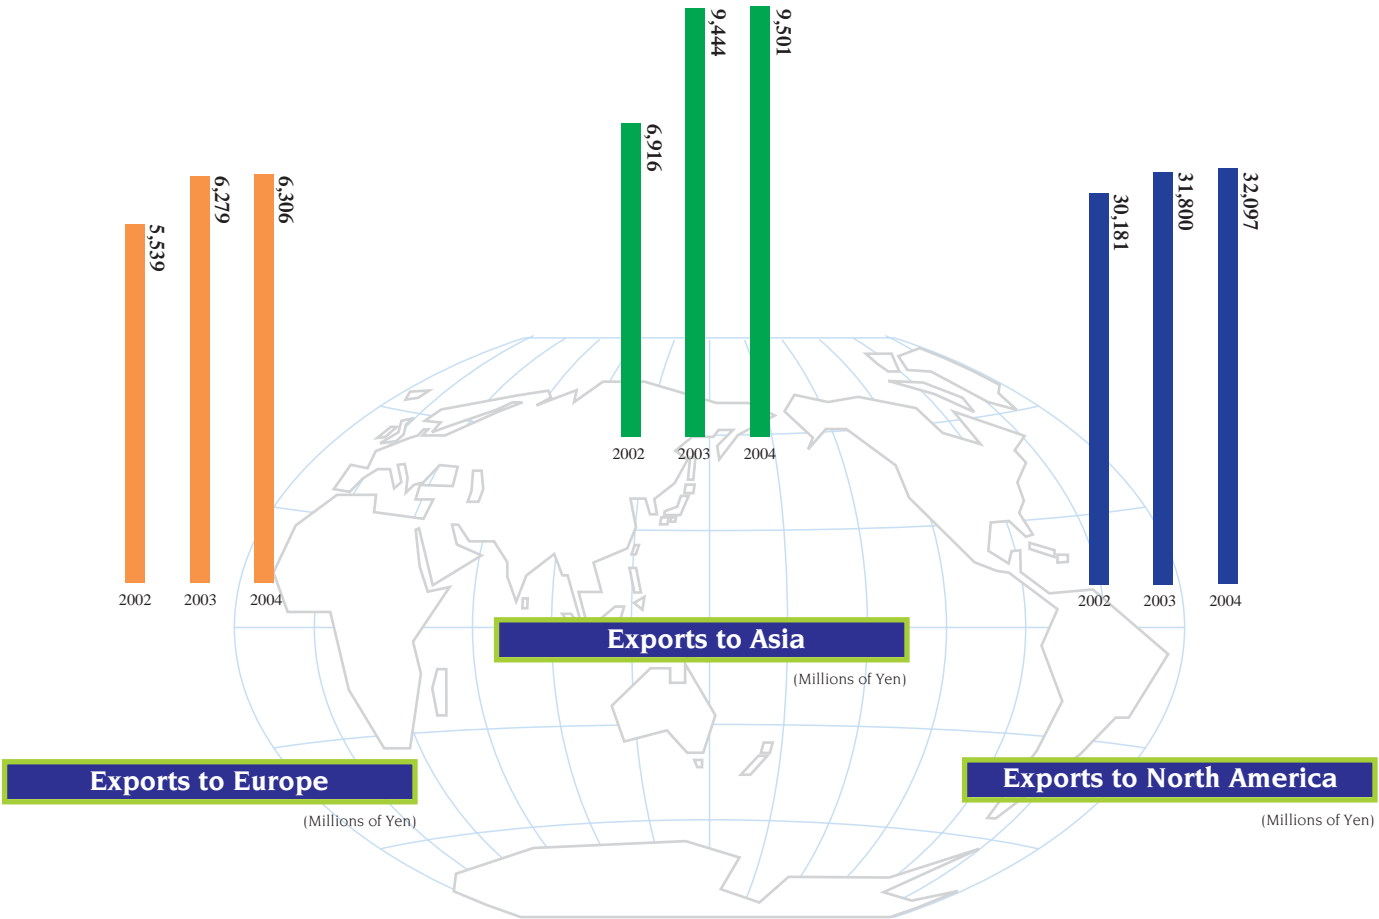 5,539
6,279
6,306
2002 2003 2004
Exports to Europe
(Millions of Yen)
6,916
9,444
9,501
2002 2003 2004
Exports to Asia
(Millions of Yen)
30,181
31,800
32,097
2002 2003 2004
Exports to North America
(Millions of Yen)